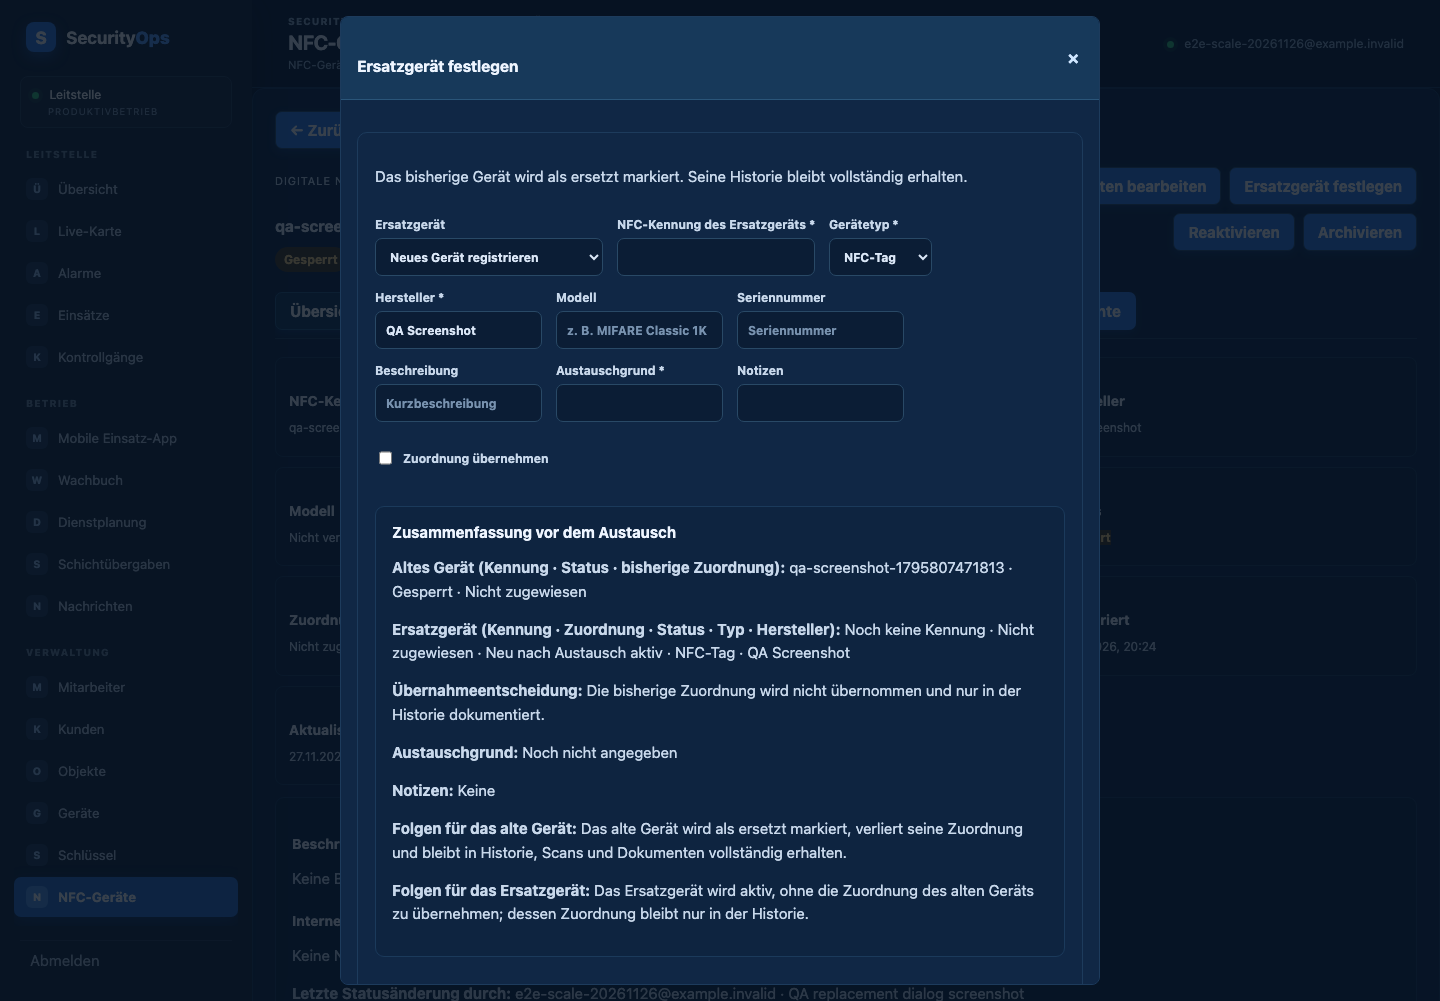 S SecurityOps
Leitstelle
PRODUKTIVBETRIEB
LEITSTELLE
Ü Übersicht
L Live-Karte
A Alarme
E Einsätze
K Kontrollgänge
BETRIEB
M Mobile Einsatz-App
W Wachbuch
D Dienstplanung
S Schichtübergaben
N Nachrichten
VERWALTUNG
M Mitarbeiter
K Kunden
O Objekte
G Geräte
S Schlüssel
N NFC-Geräte
Abmelden
e2e-scale-20261126@example.invalid
Ersatzgerät festlegen
Reaktivieren
Archivieren
Gesperrt
Modell
Letzte Statusänderung durch: e2e-scale-20261126@example.invalid · QA replacement dialog screenshot
Ersatzgerät festlegen
×
Das bisherige Gerät wird als ersetzt markiert. Seine Historie bleibt vollständig erhalten.
Ersatzgerät
NFC-Kennung des Ersatzgeräts *
Gerätetyp *
Neues Gerät registrieren
NFC-Tag
Hersteller *
Modell
Seriennummer
QA Screenshot
z. B. MIFARE Classic 1K
Seriennummer
Beschreibung
Austauschgrund *
Notizen
Kurzbeschreibung
Zuordnung übernehmen
Zusammenfassung vor dem Austausch
Altes Gerät (Kennung · Status · bisherige Zuordnung): qa-screenshot-1795807471813 ·
Gesperrt · Nicht zugewiesen
Ersatzgerät (Kennung · Zuordnung · Status · Typ · Hersteller): Noch keine Kennung · Nicht
zugewiesen · Neu nach Austausch aktiv · NFC-Tag · QA Screenshot
Übernahmeentscheidung: Die bisherige Zuordnung wird nicht übernommen und nur in der
Historie dokumentiert.
Austauschgrund: Noch nicht angegeben
Notizen: Keine
Folgen für das alte Gerät: Das alte Gerät wird als ersetzt markiert, verliert seine Zuordnung
und bleibt in Historie, Scans und Dokumenten vollständig erhalten.
Folgen für das Ersatzgerät: Das Ersatzgerät wird aktiv, ohne die Zuordnung des alten Geräts
zu übernehmen; dessen Zuordnung bleibt nur in der Historie.